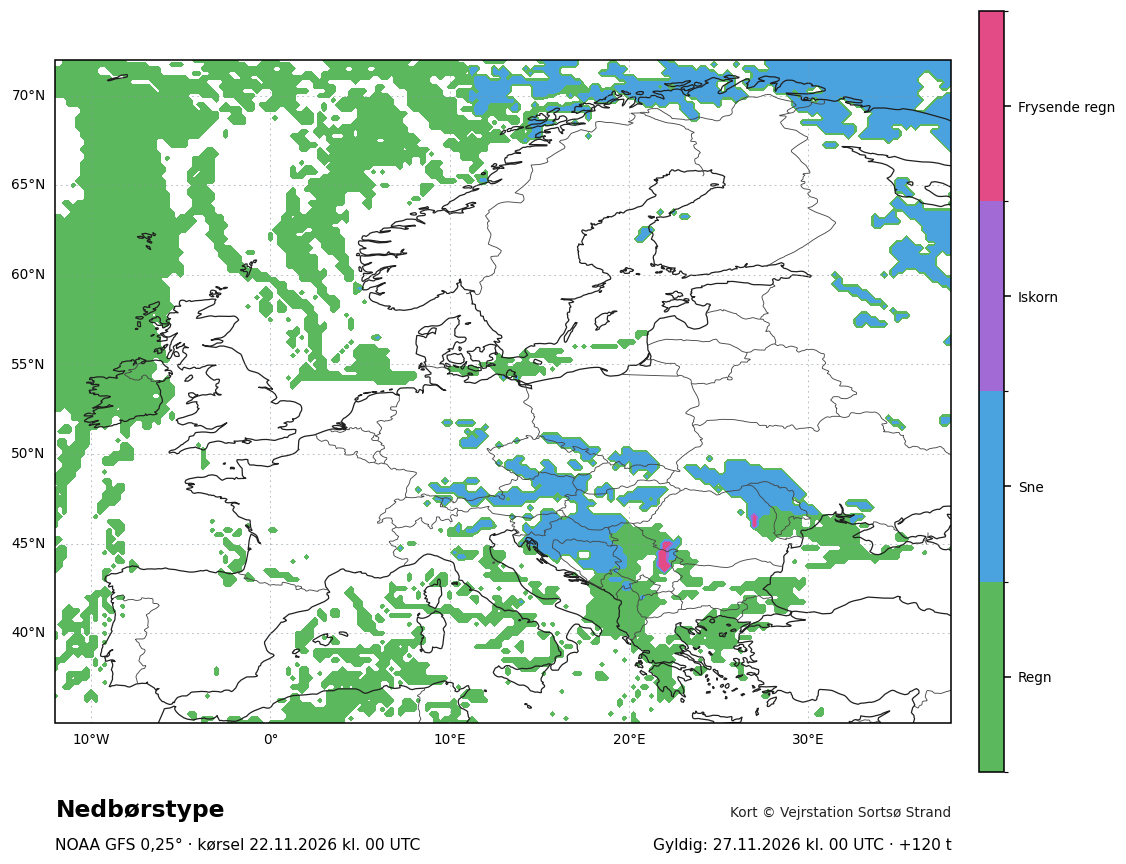 70°N
65°N
60°N
55°N
50°N
45°N
40°N
10°W
0°
10°E
20°E
30°E
Frysende regn
Iskorn
Sne
Regn
Nedbørstype
Kort © Vejrstation Sortsø Strand
NOAA GFS 0,25° · kørsel 22.11.2026 kl. 00 UTC
Gyldig: 27.11.2026 kl. 00 UTC · +120 t